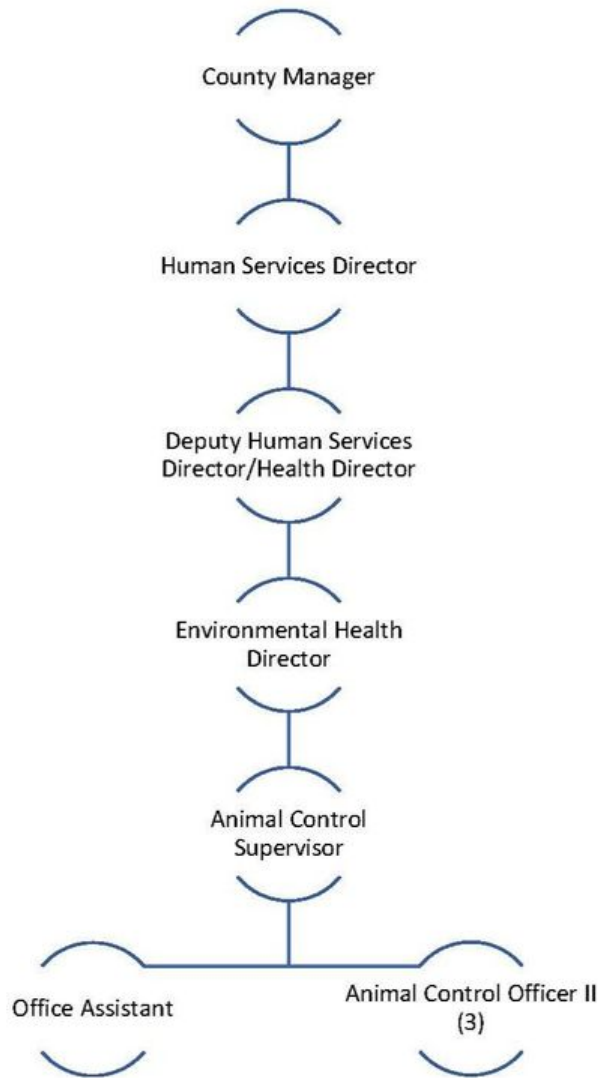 County Manager
Human Services Director
Deputy Human Services
Director/Health Director
Environmental Health
Director
Animal Control
Supervisor
Office Assistant
Animal Control Officer II
(3)